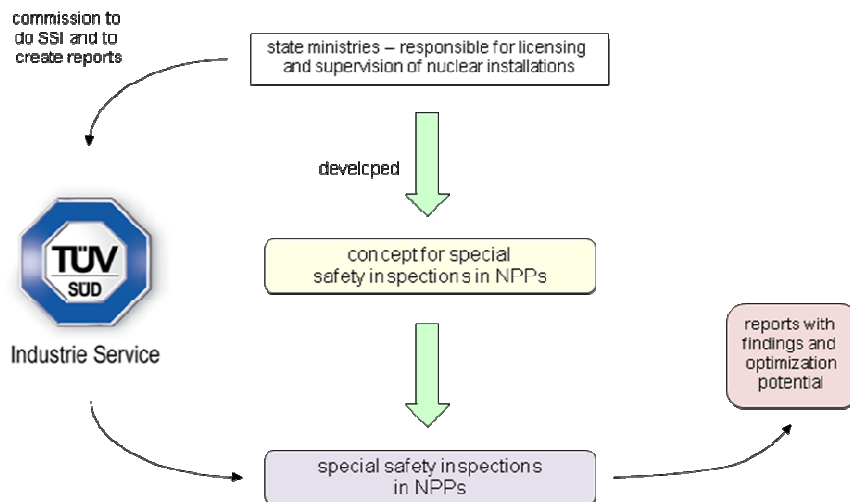 commission to
do SSI and to
create reports
state ministries – responsible for licensing
and supervision of nuclear installations
developed
TÜV
SÜD
Industrie Service
concept for special
safety inspections in NPPs
reports with
findings and
optimization
potential
special safety inspections
in NPPs